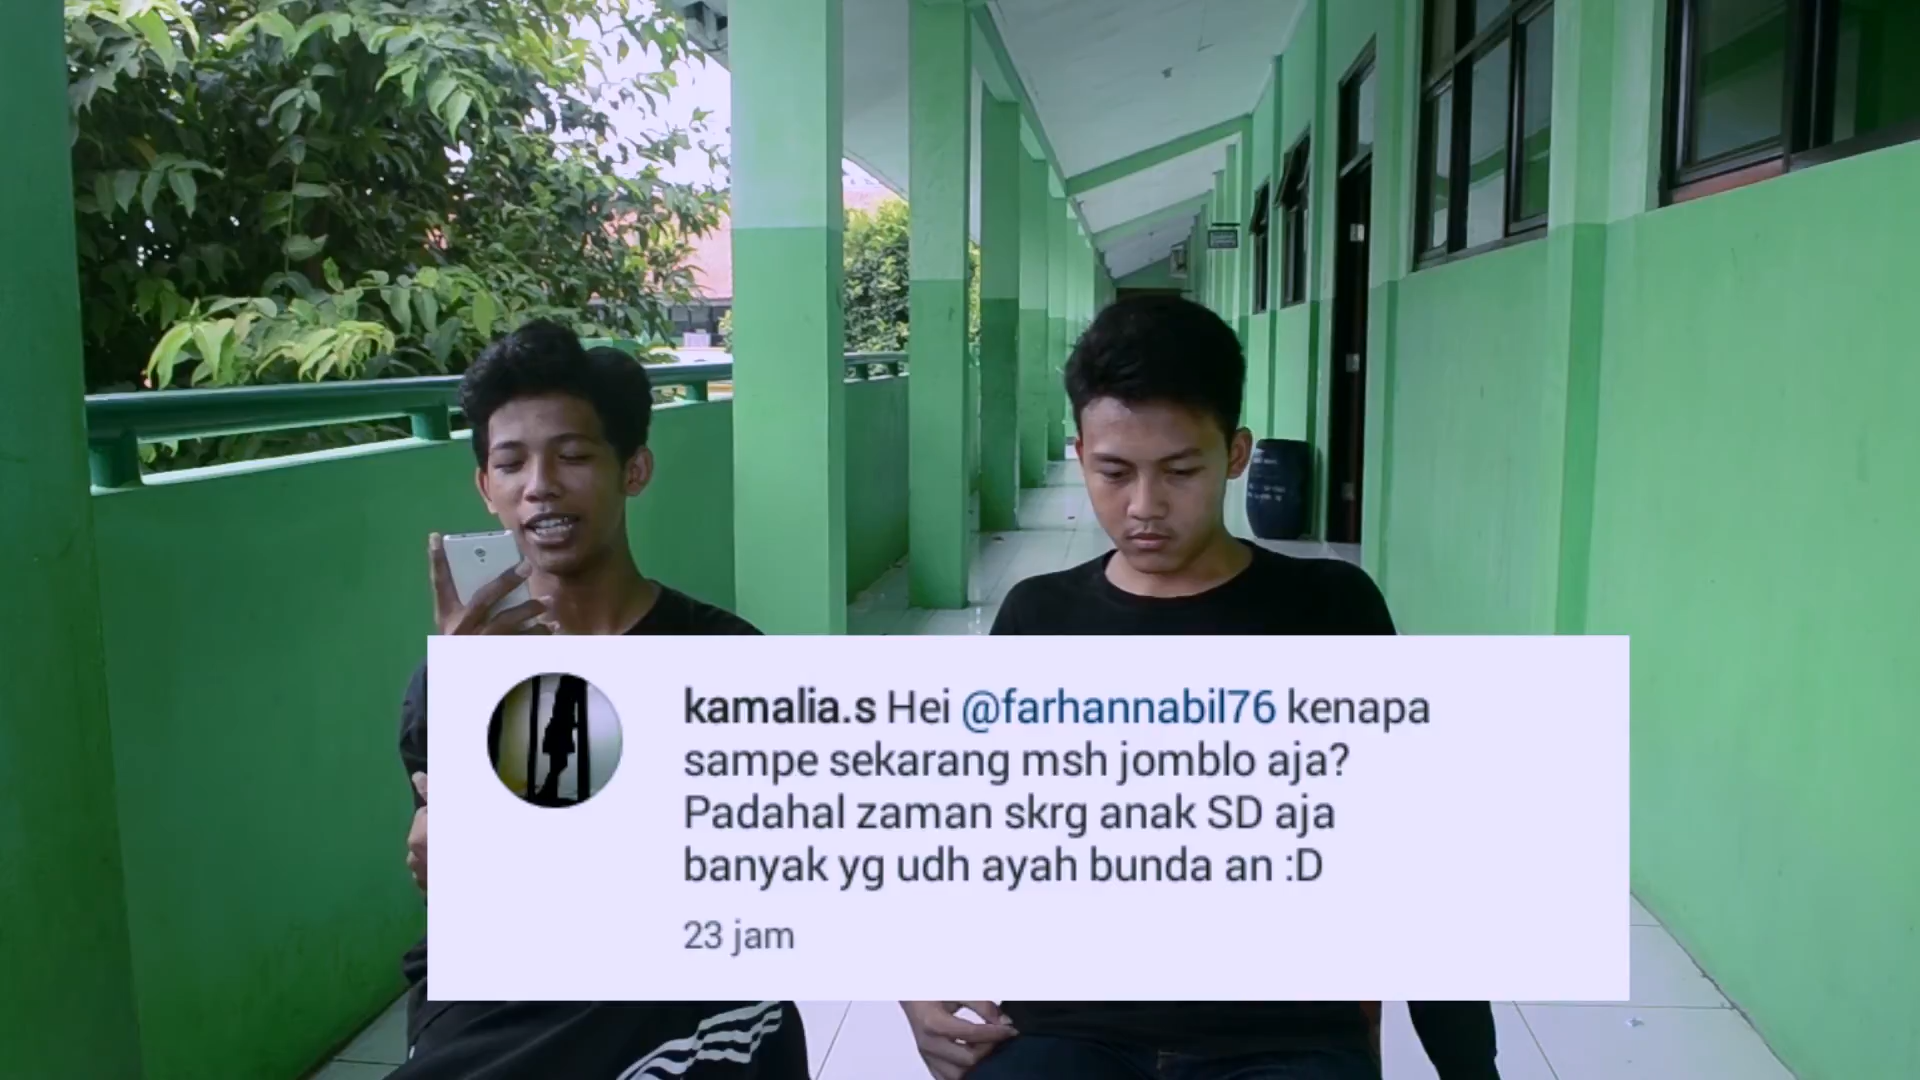 kamalia.s Hei @farhannabil76 kenapa
sampe sekarang msh jomblo aja?
Padahal zaman skrg anak SD aja
banyak yg udh ayah bunda an :D
23 jam